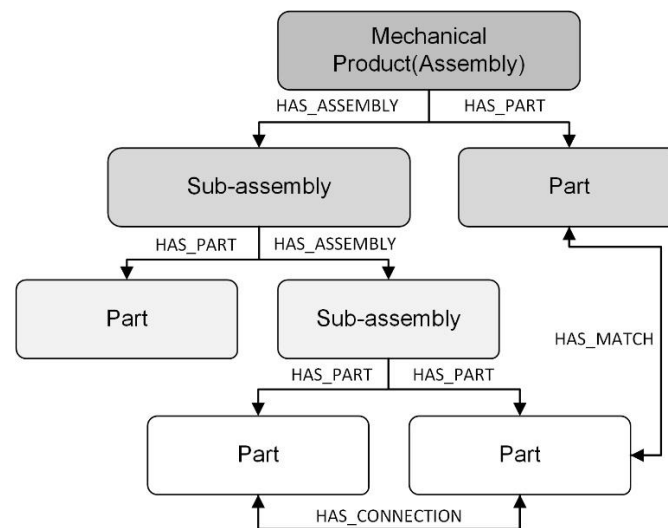 Mechanical
Product(Assembly)
HAS_ASSEMBLY
HAS_PART
Sub-assembly
Part
HAS_PART
HAS_ASSEMBLY
Part
Sub-assembly
HAS_MATCH
HAS_PART
HAS_PART
Part
Part
HAS_CONNECTION